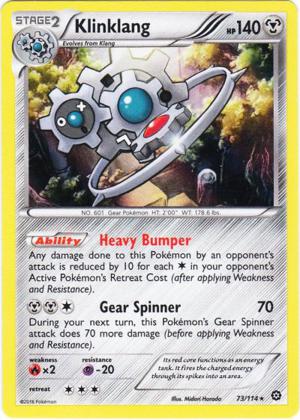 STAGE2
Klinklang
HP140
Evolves from Klang
NO. 601 Gear Pokémon HT: 2'00" WT: 178.6 lbs.
Ability Heavy Bumper
Any damage done to this Pokémon by an opponent's
attack is reduced by 10 for each in your opponent's
Active Pokémon's Retreat Cost (after applying Weakness
and Resistance).
Gear Spinner 70
During your next turn, this Pokémon's Gear Spinner
attack does 70 more damage (before applying Weakness
and Resistance).
weakness resistance
×2 -20
retreat
Its red core functions as an energy
tank. It fires the charged energy
through its spikes into an area.
©2016 Pokémon
Illus. Midori Harada
73/114